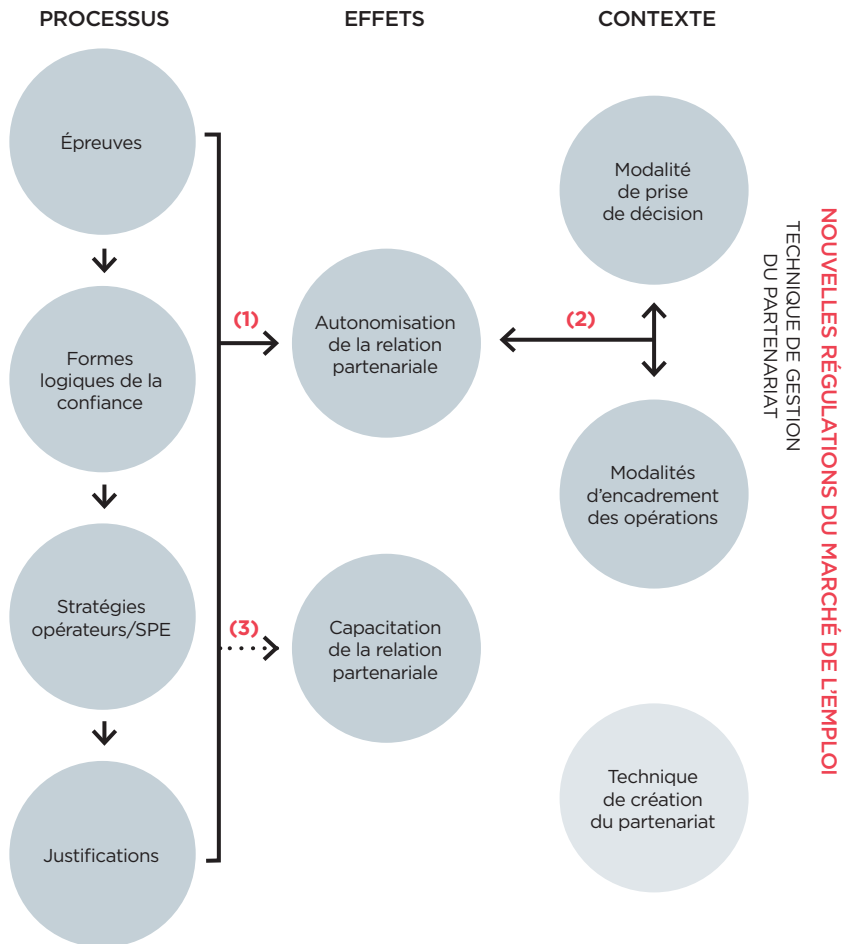 PROCESSUS
EFFETS
CONTEXTE
Épreuves
Formes
logiques de la
confiance
Stratégies
opérateurs/SPE
Justifications
(1)
Autonomisation
de la relation
partenariale
(3)
Capacitation
de la relation
partenariale
(2)
Modalité
de prise
de décision
Modalités
d'encadrement
des opérations
Technique
de création
du partenariat
TECHNIQUE DE GESTION
DU PARTENARIAT
NOUVELLES RÉGULATIONS DU MARCHÉ DE L'EMPLOI